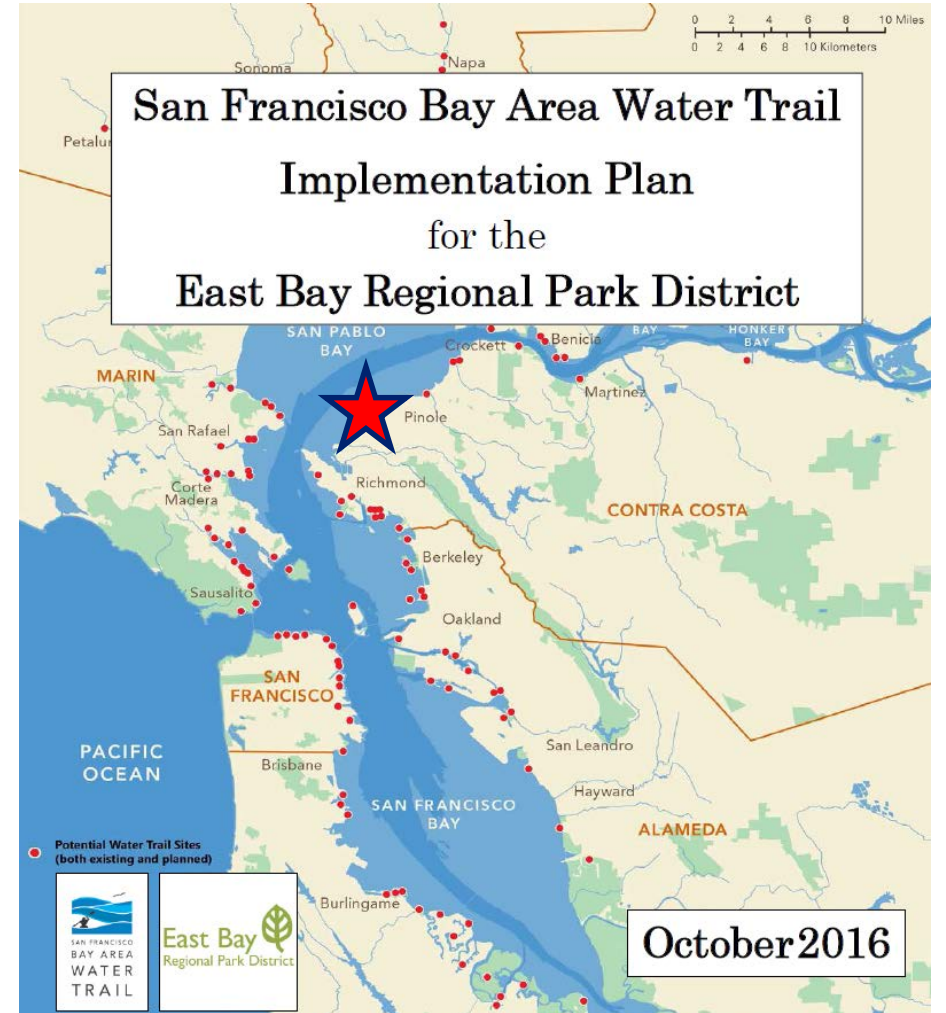 0 2 4 6 8 10 Miles
0 2 4 6 8 10 Kilometers
Sonoma
Napa
San Francisco Bay Area Water Trail
Implementation Plan
for the
East Bay Regional Park District
Petalu
SAN PABLO
BAY
Crockett
Benicia
BAY
HONKER
BAY
MARIN
Martinez
Pinole
San Rafael
Richmond
Corte
Madera
CONTRA COSTA
Berkeley
Sausalito
Oakland
SAN
FRANCISCO
PACIFIC
OCEAN
Brisbane
San Leandro
Hayward
SAN FRANCISCO
BAY
ALAMEDA
Potential Water Trail Sites
(both existing and planned)
Burlingame
SAN FRANCISCO
BAY AREA
WATER
TRAIL
East Bay
Regional Park District
October 2016